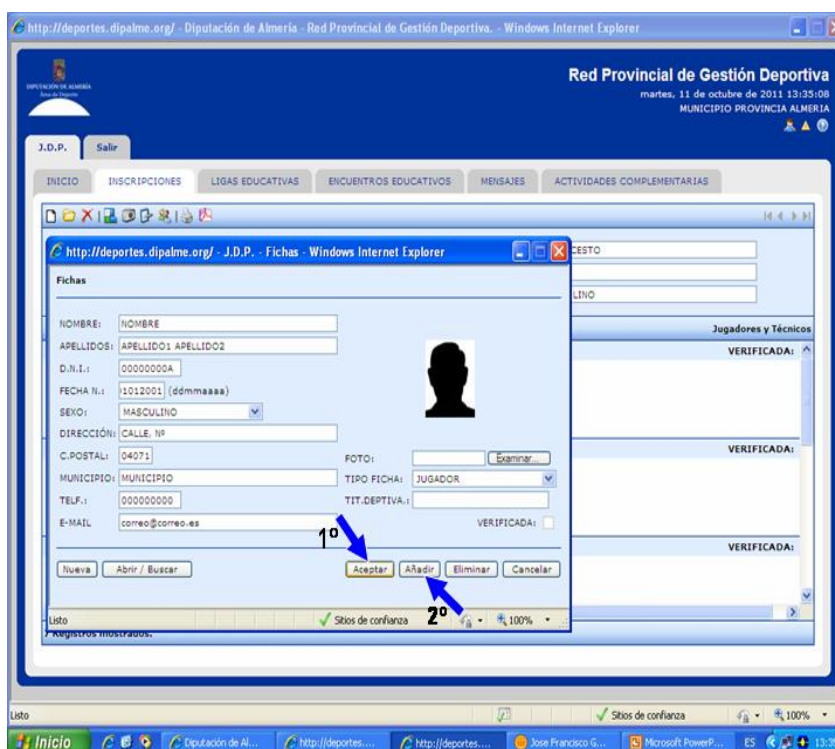 http://deportes.dipalme.org/ - Diputación de Almería - Red Provincial de Gestión Deportiva. - Windows Internet Explorer
DIPUTACIÓN DE ALMERÍA
Área de Deportes
Red Provincial de Gestión Deportiva
martes, 11 de octubre de 2011 13:35:08
MUNICIPIO PROVINCIA ALMERIA
J.D.P. Salir
INICIO INSCRIPCIONES LIGAS EDUCATIVAS ENCUENTROS EDUCATIVOS MENSAJES ACTIVIDADES COMPLEMENTARIAS
CESTO
LINO
Jugadores y Técnicos
VERIFICADA:
VERIFICADA:
VERIFICADA:
http://deportes.dipalme.org/ - J.D.P. - Fichas - Windows Internet Explorer
Fichas
NOMBRE: NOMBRE
APELLIDOS: APELLIDO1 APELLIDO2
D.N.I.: 00000000A
FECHA N.: 1012001 (ddmmaaaa)
SEXO: MASCULINO
DIRECCIÓN: CALLE, Nº
C.POSTAL: 04071 FOTO: Examinar...
MUNICIPIO: MUNICIPIO TIPO FICHA: JUGADOR
TELF.: 000000000 TIT.DEPTIVA.:
E-MAIL correo@correo.es VERIFICADA:
1º
Nueva Abrir / Buscar Aceptar Añadir Eliminar Cancelar
2º
Listo Sitios de confianza 100%
7 Registros mostrados.
Listo Sitios de confianza 100%
Inicio Diputación de Al... http://deportes.... http://deportes.... Jose Francisco G... Microsoft PowerP... ES